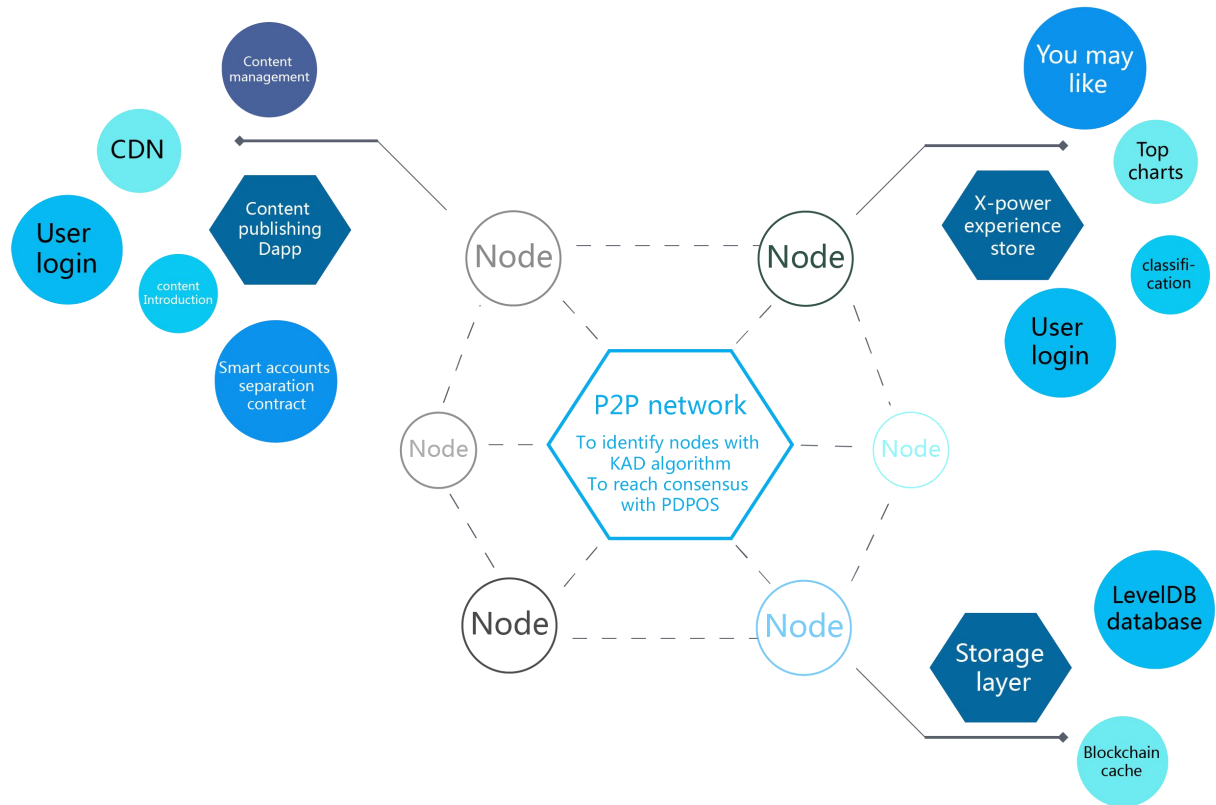 Content
management
CDN
User
login
content
Introduction
Content
publishing
Dapp
Smart accounts
separation
contract
You may
like
Top
charts
X-power
experience
store
classifi-
cation
User
login
Node
Node
Node
P2P network
To identify nodes with
KAD algorithm
To reach consensus
with PDPOS
Node
Node
Node
LevelDB
database
Storage
layer
Blockchain
cache